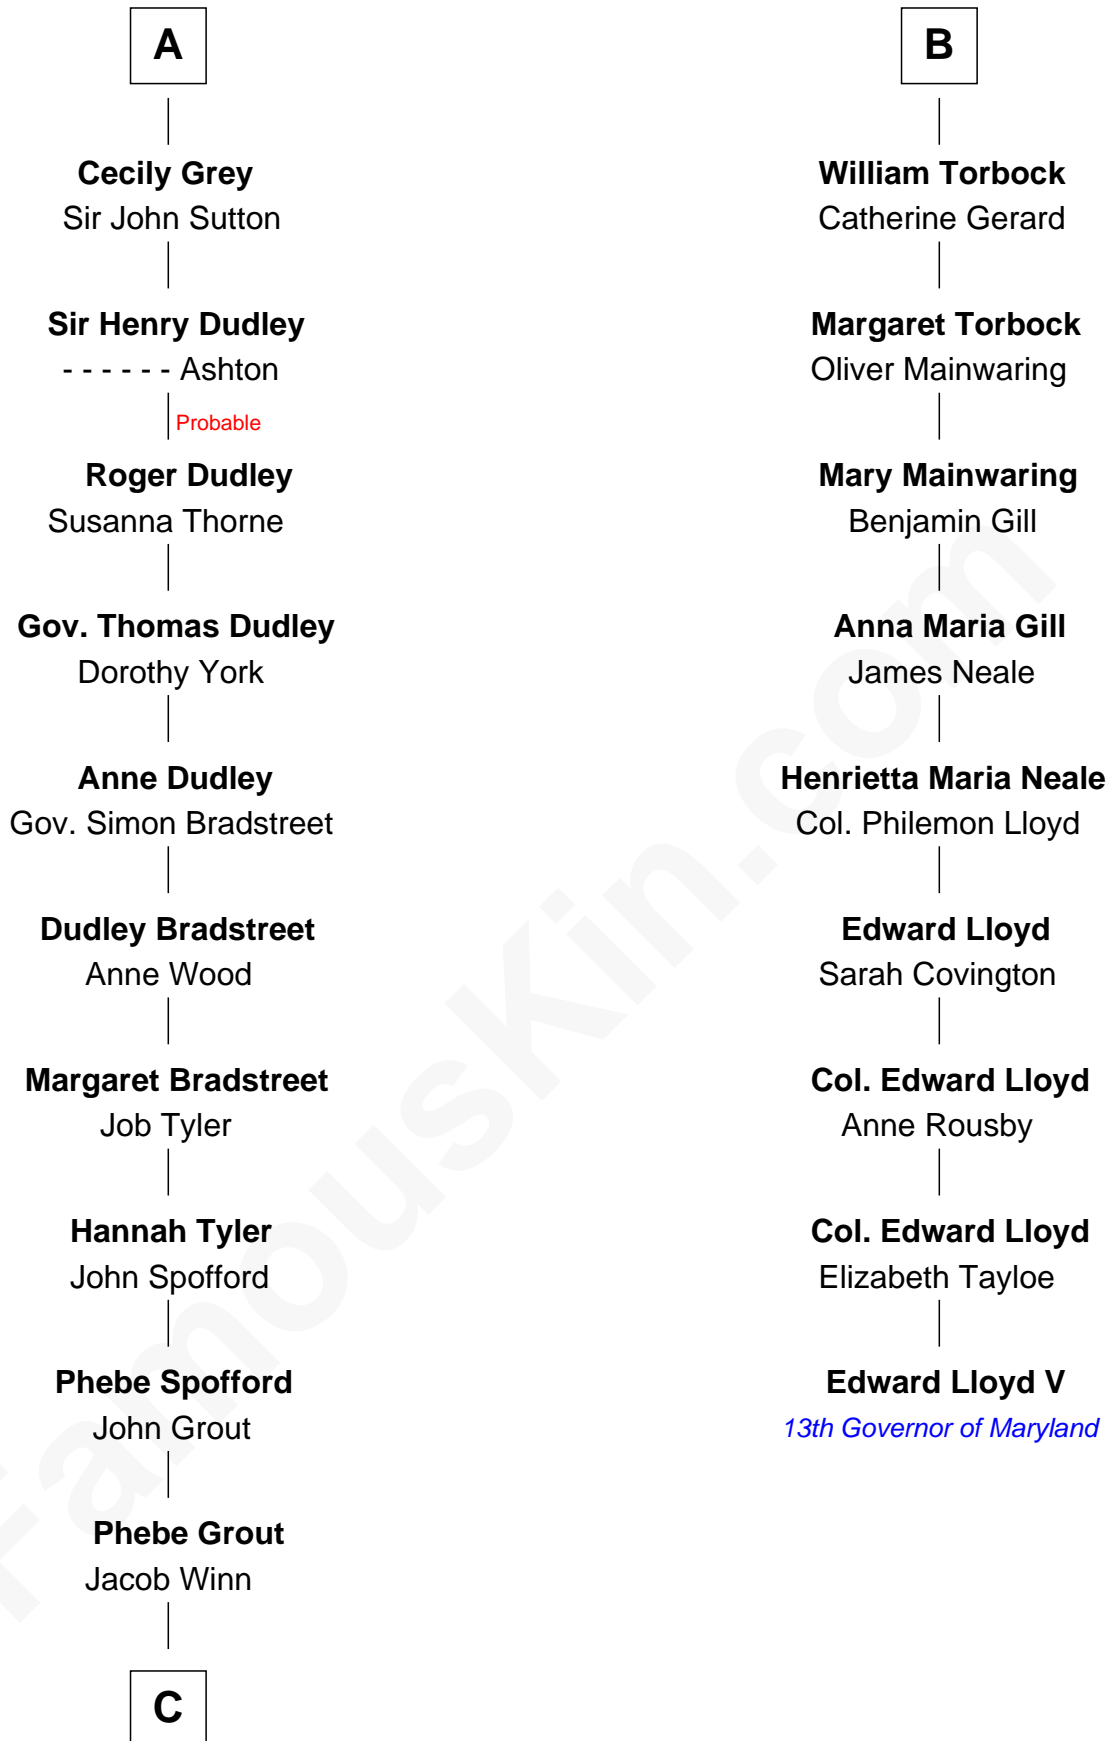 A
Cecily Grey
Sir John Sutton
Sir Henry Dudley
- - - - - - Ashton
Probable
Roger Dudley
Susanna Thorne
Gov. Thomas Dudley
Dorothy York
Anne Dudley
Gov. Simon Bradstreet
Dudley Bradstreet
Anne Wood
Margaret Bradstreet
Job Tyler
Hannah Tyler
John Spofford
Phebe Spofford
John Grout
Phebe Grout
Jacob Winn
C
B
William Torbock
Catherine Gerard
Margaret Torbock
Oliver Mainwaring
Mary Mainwaring
Benjamin Gill
Anna Maria Gill
James Neale
Henrietta Maria Neale
Col. Philemon Lloyd
Edward Lloyd
Sarah Covington
Col. Edward Lloyd
Anne Rousby
Col. Edward Lloyd
Elizabeth Tayloe
Edward Lloyd V
13th Governor of Maryland
FamousKin.com